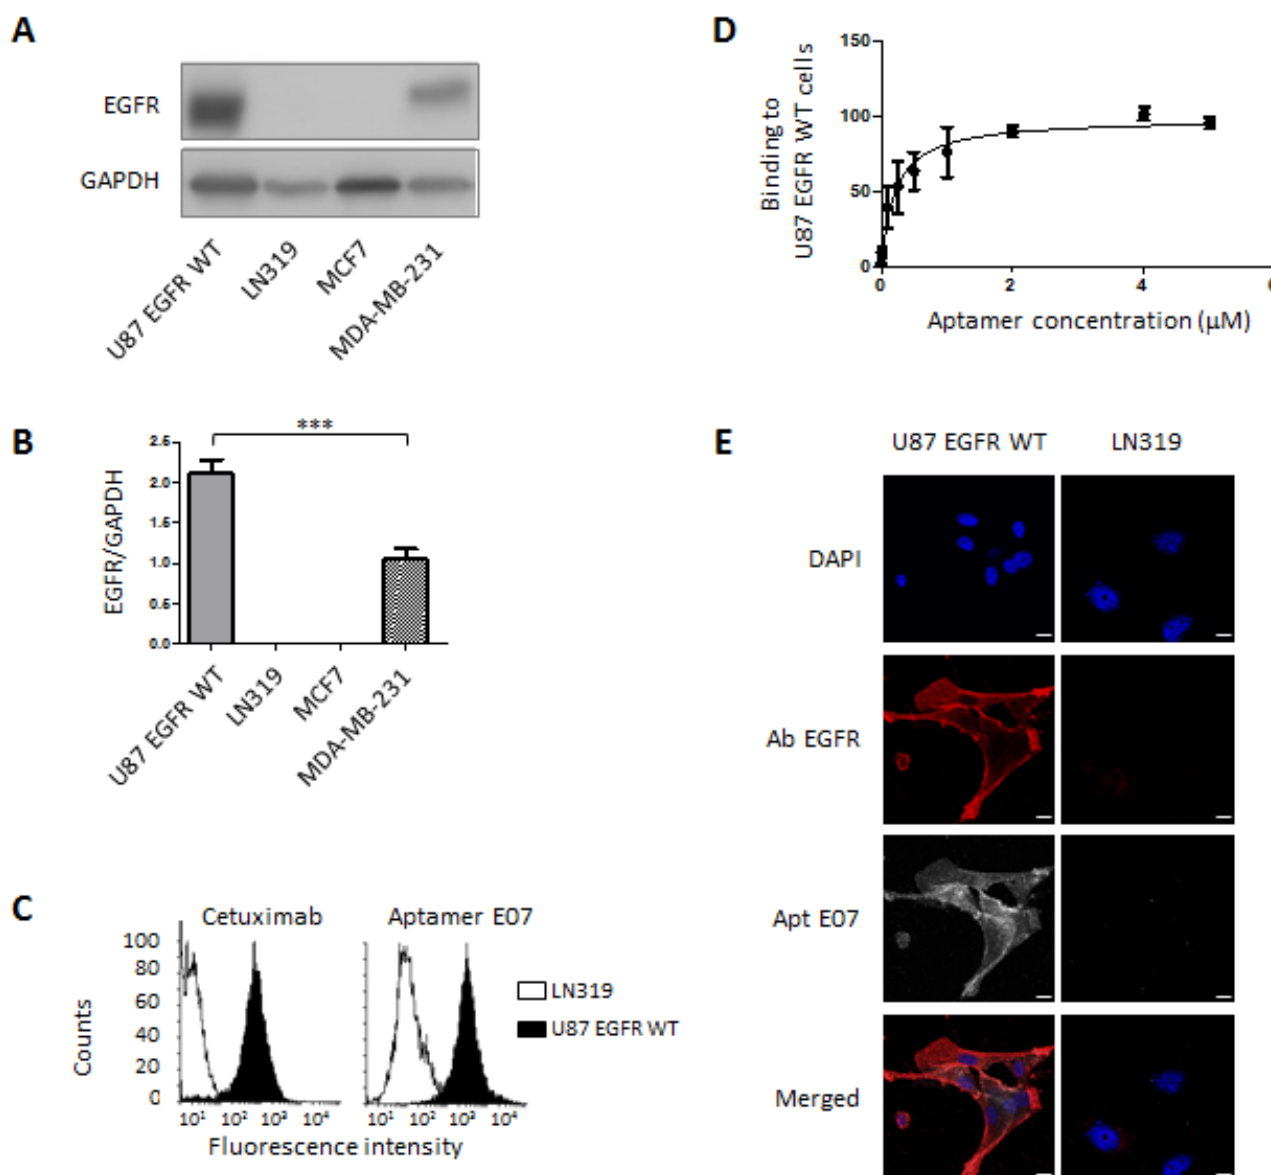 A
EGFR
GAPDH
U87 EGFR WT
LN319
MCF7
MDA-MB-231
B
***
EGFR/GAPDH
2.5
2.0
1.5
1.0
0.5
0.0
U87 EGFR WT
LN319
MCF7
MDA-MB-231
C
Cetuximab
Aptamer E07
Counts
100
80
60
40
20
0
10¹ 10² 10³ 10⁴
10¹ 10² 10³ 10⁴
Fluorescence intensity
LN319
U87 EGFR WT
D
Binding to
U87 EGFR WT cells
150
100
50
0
0 2 4 6
Aptamer concentration (µM)
E
U87 EGFR WT
LN319
DAPI
Ab EGFR
Apt E07
Merged